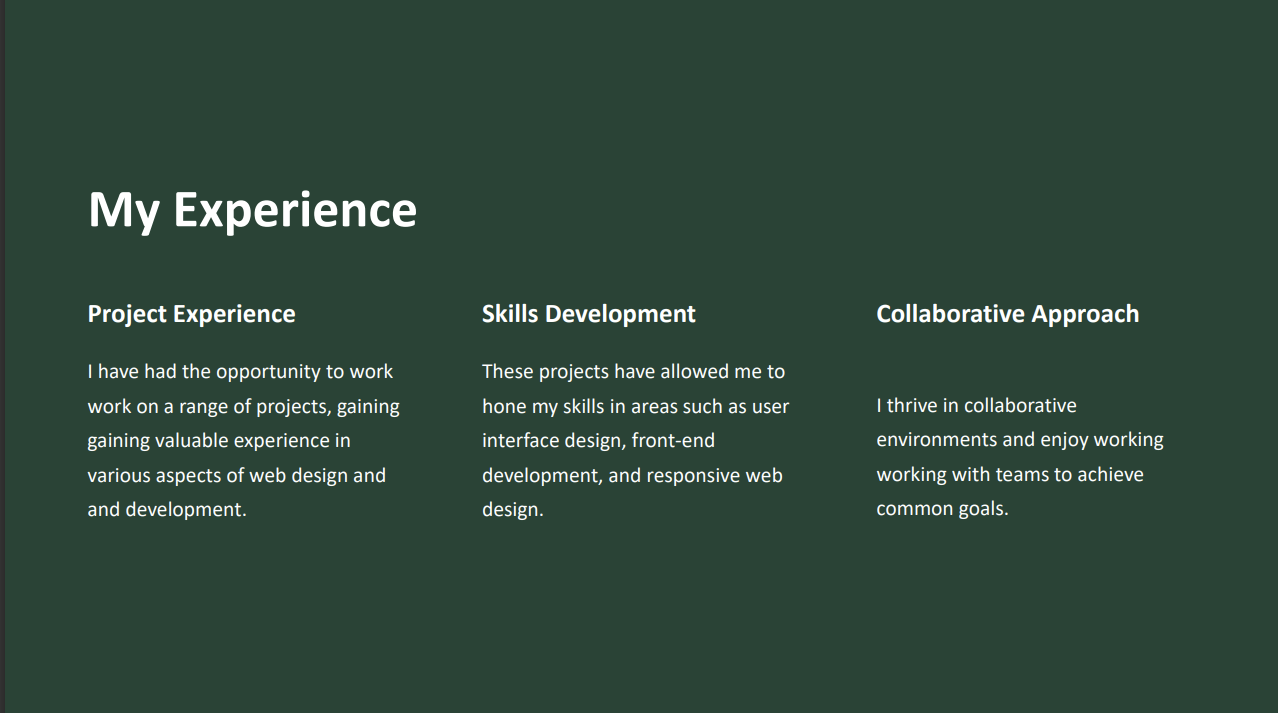 My Experience
Project Experience
I have had the opportunity to work
work on a range of projects, gaining
gaining valuable experience in
various aspects of web design and
and development.
Skills Development
These projects have allowed me to
hone my skills in areas such as user
interface design, front-end
development, and responsive web
design.
Collaborative Approach
I thrive in collaborative
environments and enjoy working
working with teams to achieve
common goals.